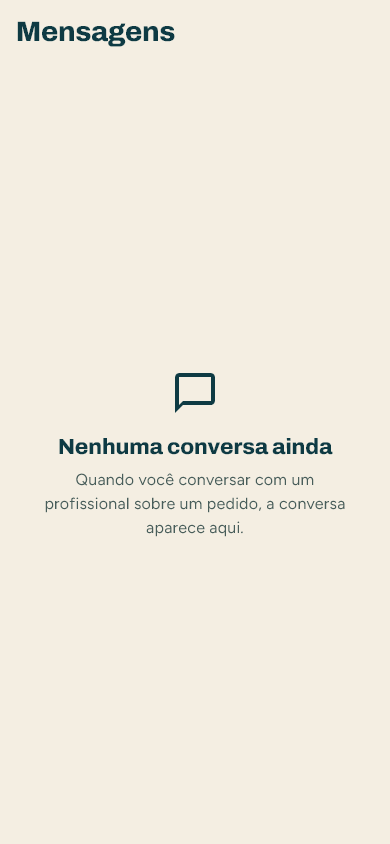 Mensagens
Nenhuma conversa ainda
Quando você conversar com um
profissional sobre um pedido, a conversa
aparece aqui.